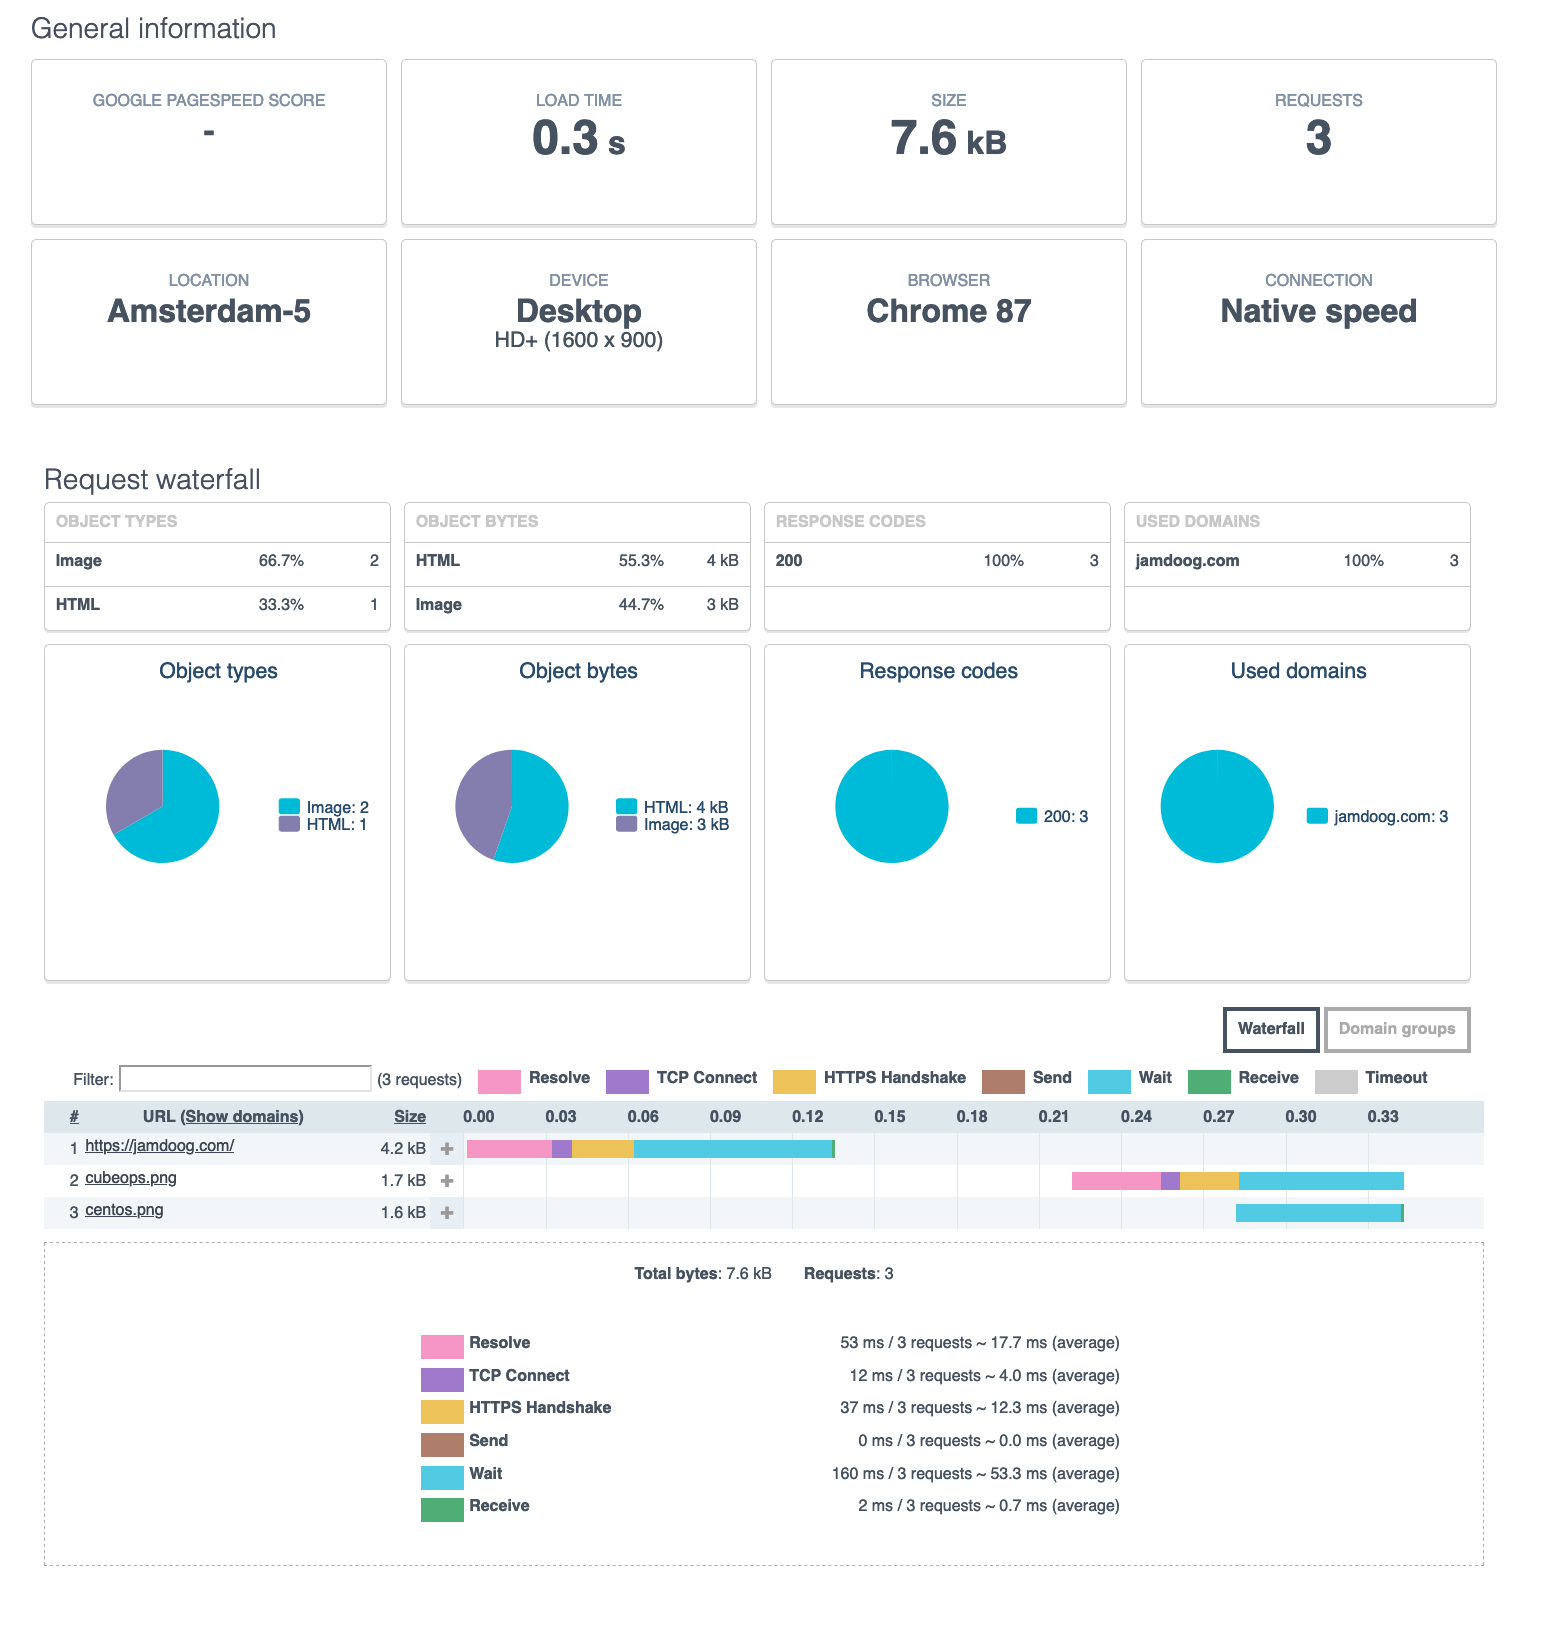 General information
GOOGLE PAGESPEED SCORE
-
LOAD TIME
0.3 s
SIZE
7.6 kB
REQUESTS
3
LOCATION
Amsterdam-5
DEVICE
Desktop
HD+ (1600 x 900)
BROWSER
Chrome 87
CONNECTION
Native speed
Request waterfall
OBJECT TYPES
Image 66.7% 2
HTML 33.3% 1
OBJECT BYTES
HTML 55.3% 4 kB
Image 44.7% 3 kB
RESPONSE CODES
200 100% 3
USED DOMAINS
jamdoog.com 100% 3
Object types
Image: 2
HTML: 1
Object bytes
HTML: 4 kB
Image: 3 kB
Response codes
200: 3
Used domains
jamdoog.com: 3
Waterfall Domain groups
Filter: (3 requests) Resolve TCP Connect HTTPS Handshake Send Wait Receive Timeout
# URL (Show domains) Size 0.00 0.03 0.06 0.09 0.12 0.15 0.18 0.21 0.24 0.27 0.30 0.33
1 https://jamdoog.com/ 4.2 kB
2 cubeops.png 1.7 kB
3 centos.png 1.6 kB
Total bytes: 7.6 kB Requests: 3
Resolve 53 ms / 3 requests ~ 17.7 ms (average)
TCP Connect 12 ms / 3 requests ~ 4.0 ms (average)
HTTPS Handshake 37 ms / 3 requests ~ 12.3 ms (average)
Send 0 ms / 3 requests ~ 0.0 ms (average)
Wait 160 ms / 3 requests ~ 53.3 ms (average)
Receive 2 ms / 3 requests ~ 0.7 ms (average)